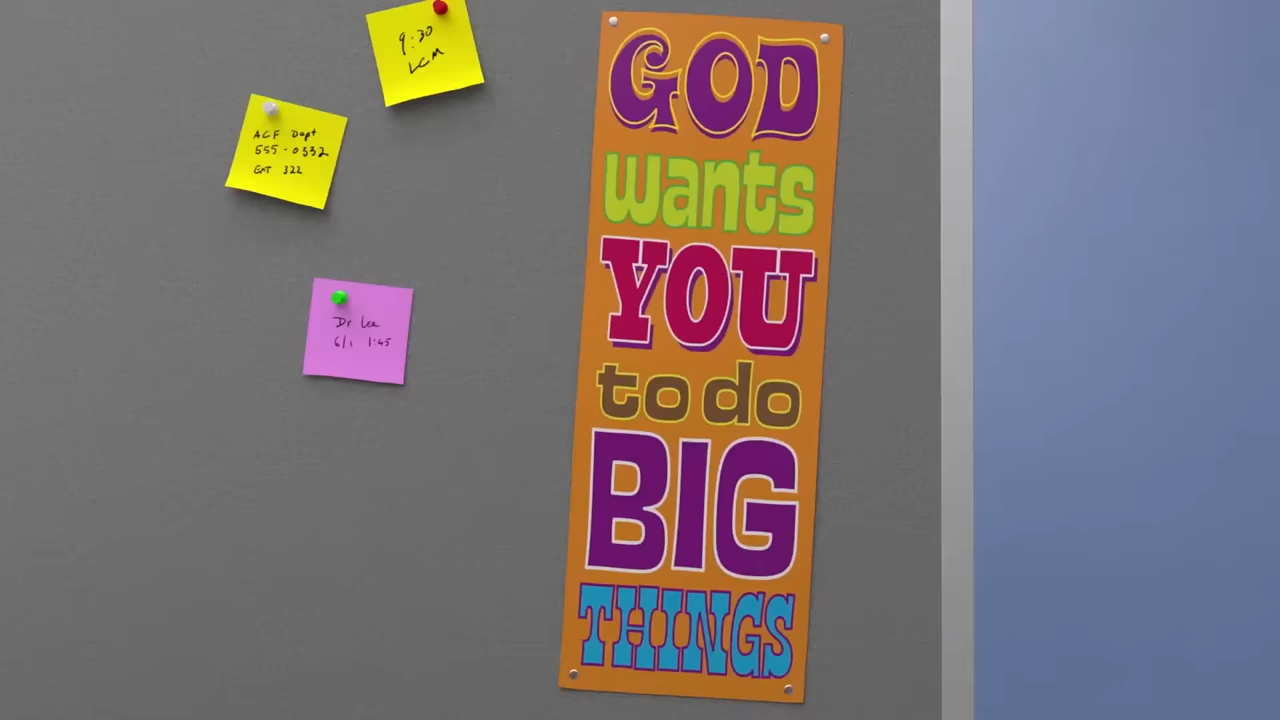 9:30
LCM
ACF Dept
555-0332
EXT 322
Dr Lee
6/1 1:45
GOD
wants
YOU
to do
BIG
THINGS